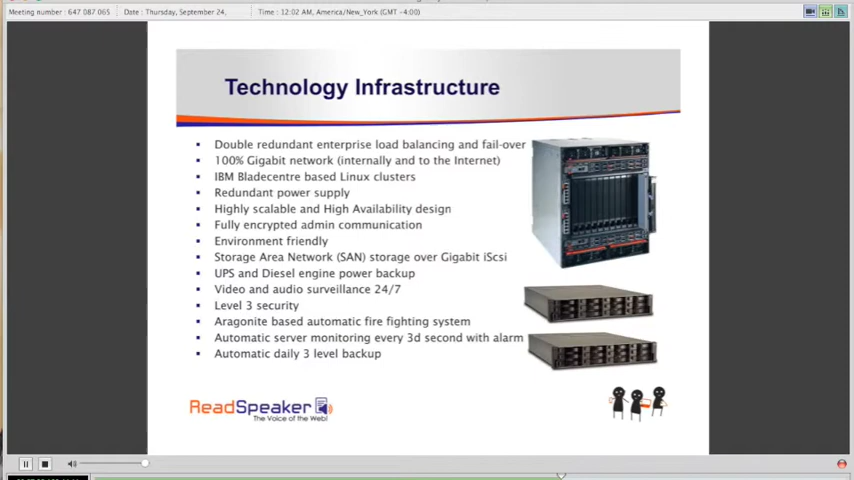 Meeting number: 647 087 065 Date: Thursday, September 24, Time: 12:02 AM, America/New_York (GMT -4:00)
Technology Infrastructure
Double redundant enterprise load balancing and fail-over
100% Gigabit network (internally and to the Internet)
IBM Bladecentre based Linux clusters
Redundant power supply
Highly scalable and High Availability design
Fully encrypted admin communication
Environment friendly
Storage Area Network (SAN) storage over Gigabit iScsi
UPS and Diesel engine power backup
Video and audio surveillance 24/7
Level 3 security
Aragonite based automatic fire fighting system
Automatic server monitoring every 3d second with alarm
Automatic daily 3 level backup
ReadSpeaker
The Voice of the Web!